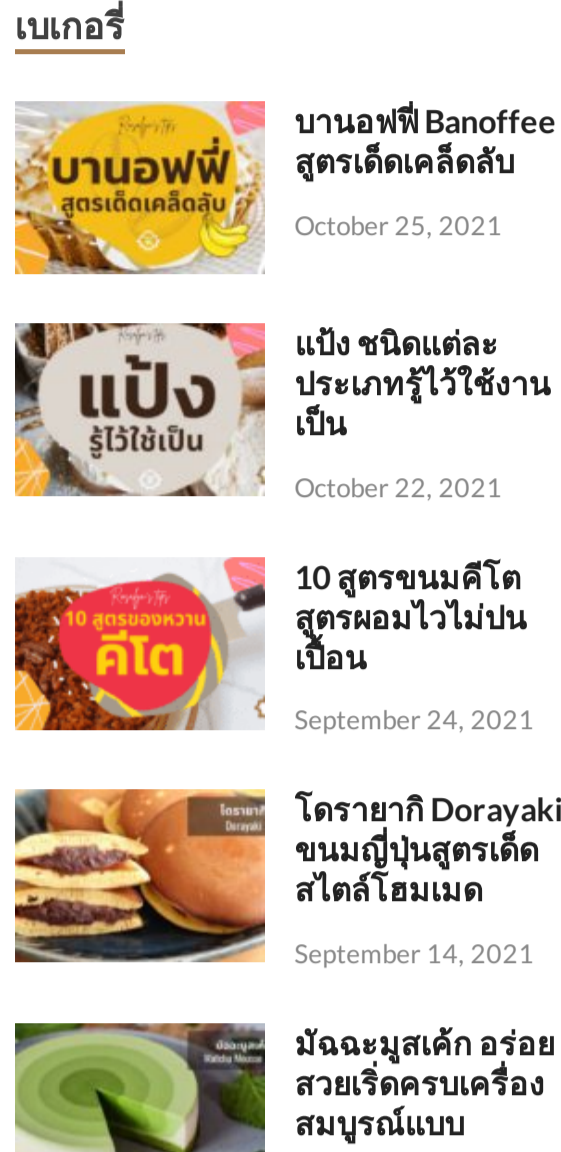 เบเกอรี่
Rosalyn's Tips
บานอฟฟี่
สูตรเด็ดเคล็ดลับ
บานอฟฟี่ Banoffee
สูตรเด็ดเคล็ดลับ
October 25, 2021
แป้ง
รู้ไว้ใช้เป็น
แป้ง ชนิดแต่ละ
ประเภทรู้ไว้ใช้งาน
เป็น
October 22, 2021
10 สูตรของหวาน
คีโต
10 สูตรขนมคีโต
สูตรผอมไวไม่ปน
เปื้อน
September 24, 2021
โดรายากิ
Dorayaki
โดรายากิ Dorayaki
ขนมญี่ปุ่นสูตรเด็ด
สไตล์โฮมเมด
September 14, 2021
Matcha Mousse
มัฉฉะมูสเค้ก อร่อย
สวยเริ่ดครบเครื่อง
สมบูรณ์แบบ